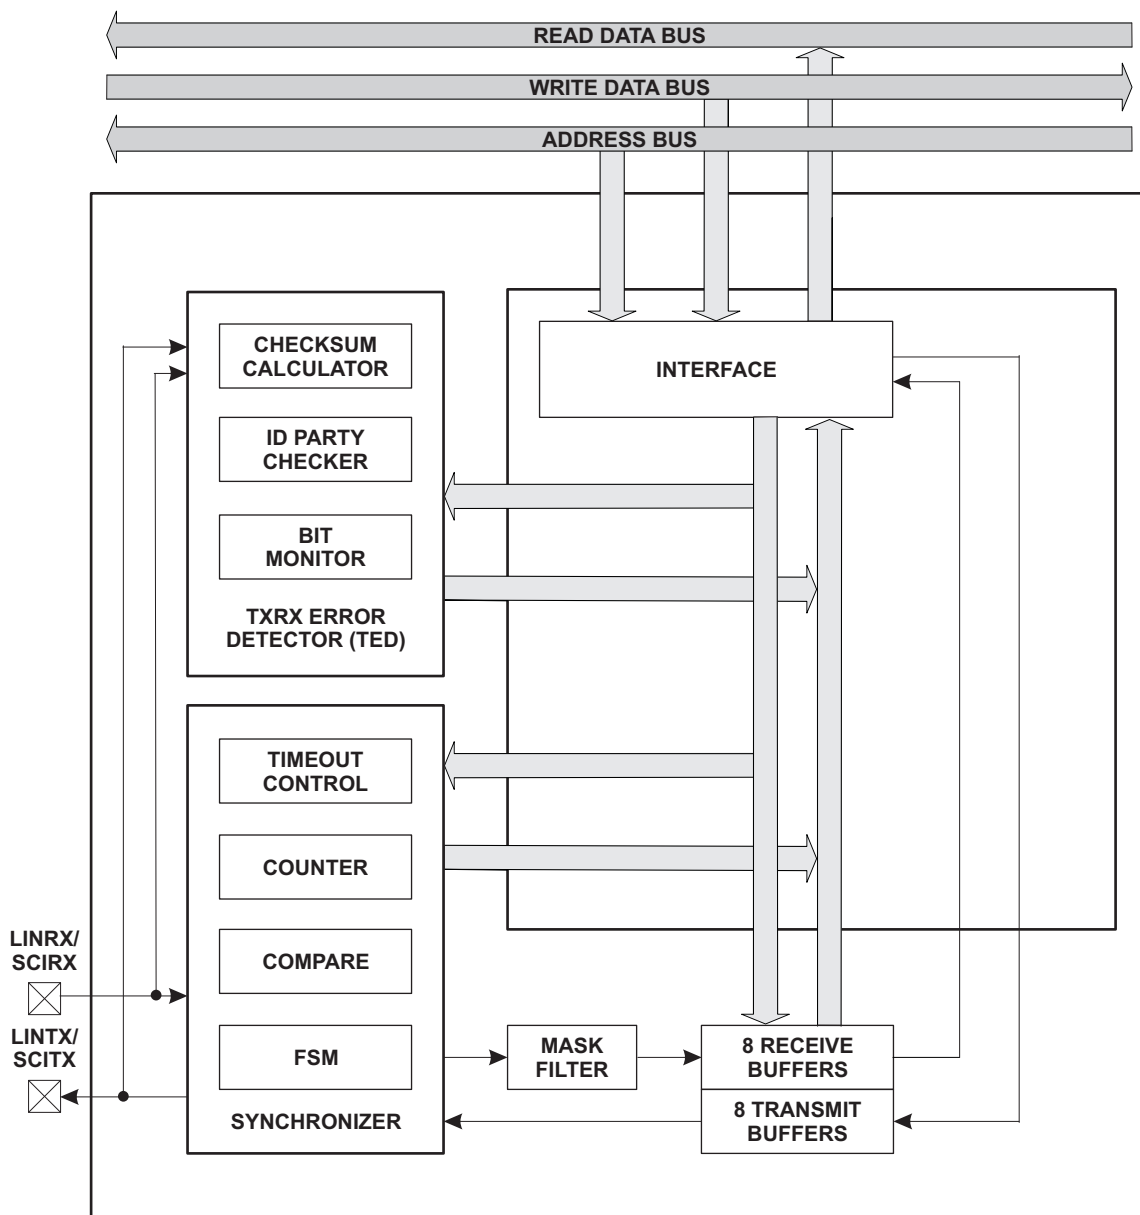 READ DATA BUS
WRITE DATA BUS
ADDRESS BUS
CHECKSUM
CALCULATOR
INTERFACE
ID PARTY
CHECKER
BIT
MONITOR
TXRX ERROR
DETECTOR (TED)
TIMEOUT
CONTROL
COUNTER
LINRX/
SCIRX
COMPARE
LINTX/
SCITX
FSM
MASK
FILTER
8 RECEIVE
BUFFERS
SYNCHRONIZER
8 TRANSMIT
BUFFERS